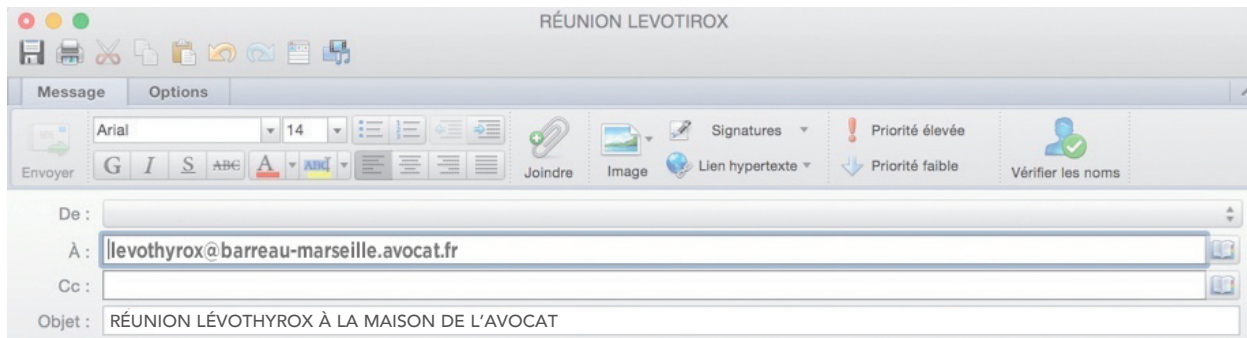 RÉUNION LEVOTIROX
Message Options
Arial 14 Signatures Priorité élevée
G I S ABC A ABC Lien hypertexte Priorité faible
Envoyer Joindre Image Vérifier les noms
De :
À : levothyrox@barreau-marseille.avocat.fr
Cc :
Objet : RÉUNION LÉVOTHYROX À LA MAISON DE L'AVOCAT